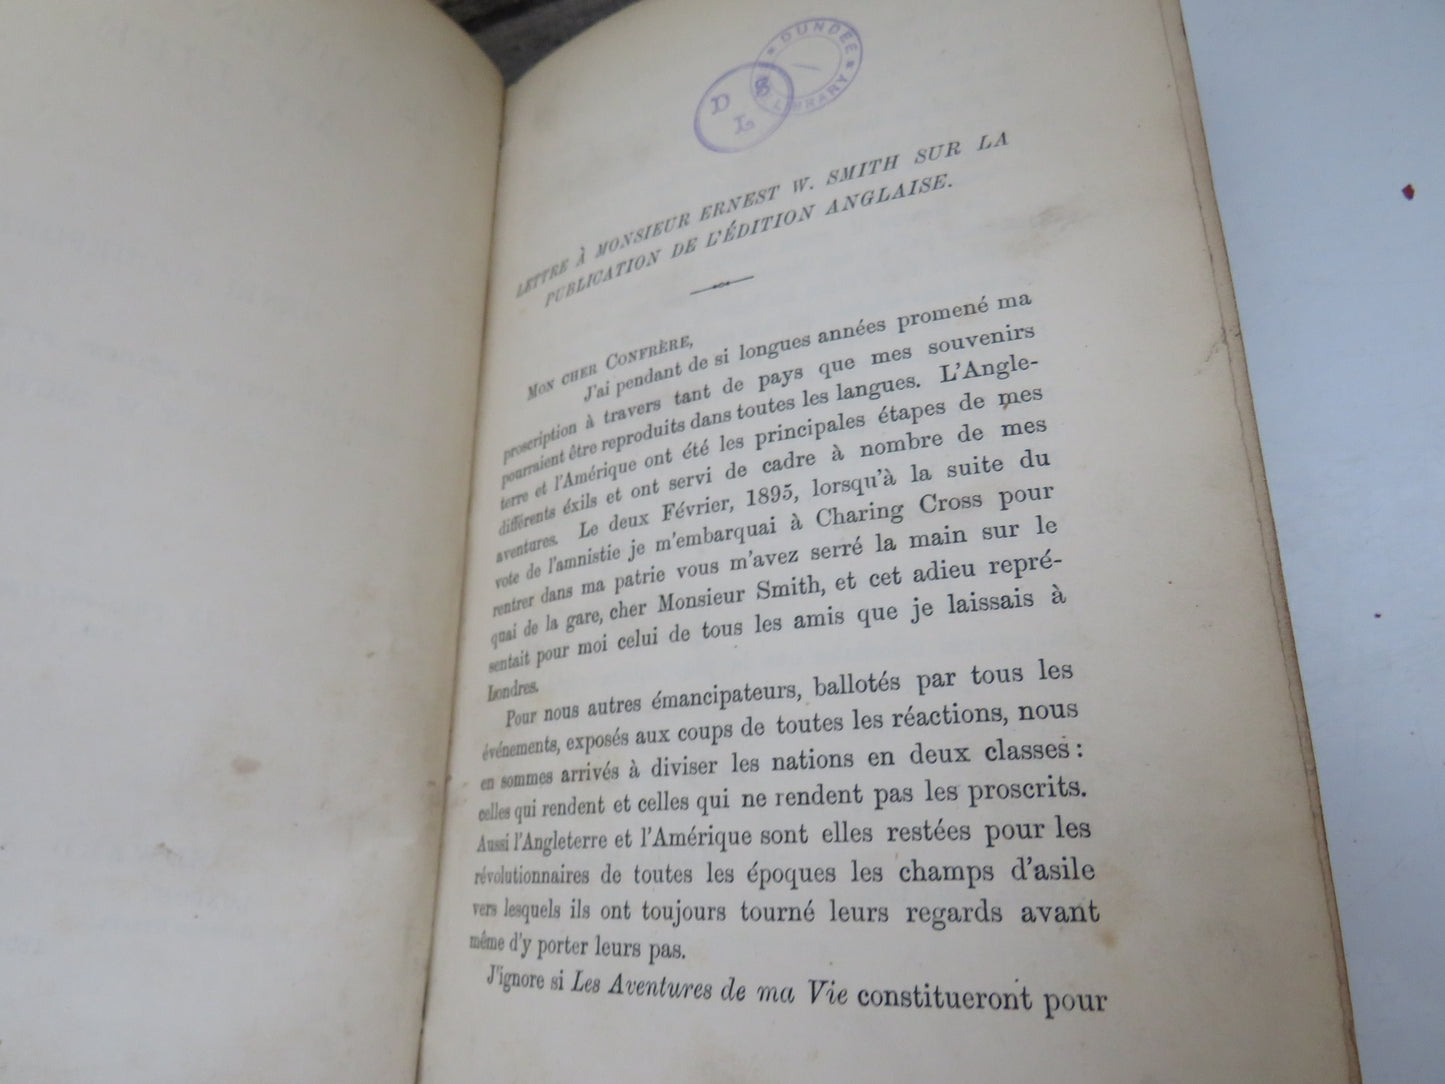 DUNDEE
LIBRARY
D S
L
LETTRE À MONSIEUR ERNEST W. SMITH SUR LA
PUBLICATION DE L'ÉDITION ANGLAISE.
MON CHER CONFRÈRE,
J'ai pendant de si longues années promené ma
proscription à travers tant de pays que mes souvenirs
pourraient être reproduits dans toutes les langues. L'Angle-
terre et l'Amérique ont été les principales étapes de mes
différents éxils et ont servi de cadre à nombre de mes
aventures. Le deux Février, 1895, lorsqu'à la suite du
vote de l'amnistie je m'embarquai à Charing Cross pour
rentrer dans ma patrie vous m'avez serré la main sur le
quai de la gare, cher Monsieur Smith, et cet adieu repré-
sentait pour moi celui de tous les amis que je laissais à
Londres.
Pour nous autres émancipateurs, ballotés par tous les
événements, exposés aux coups de toutes les réactions, nous
en sommes arrivés à diviser les nations en deux classes:
celles qui rendent et celles qui ne rendent pas les proscrits.
Aussi l'Angleterre et l'Amérique sont elles restées pour les
révolutionnaires de toutes les époques les champs d'asile
vers lesquels ils ont toujours tourné leurs regards avant
même d'y porter leurs pas.
J'ignore si Les Aventures de ma Vie constitueront pour